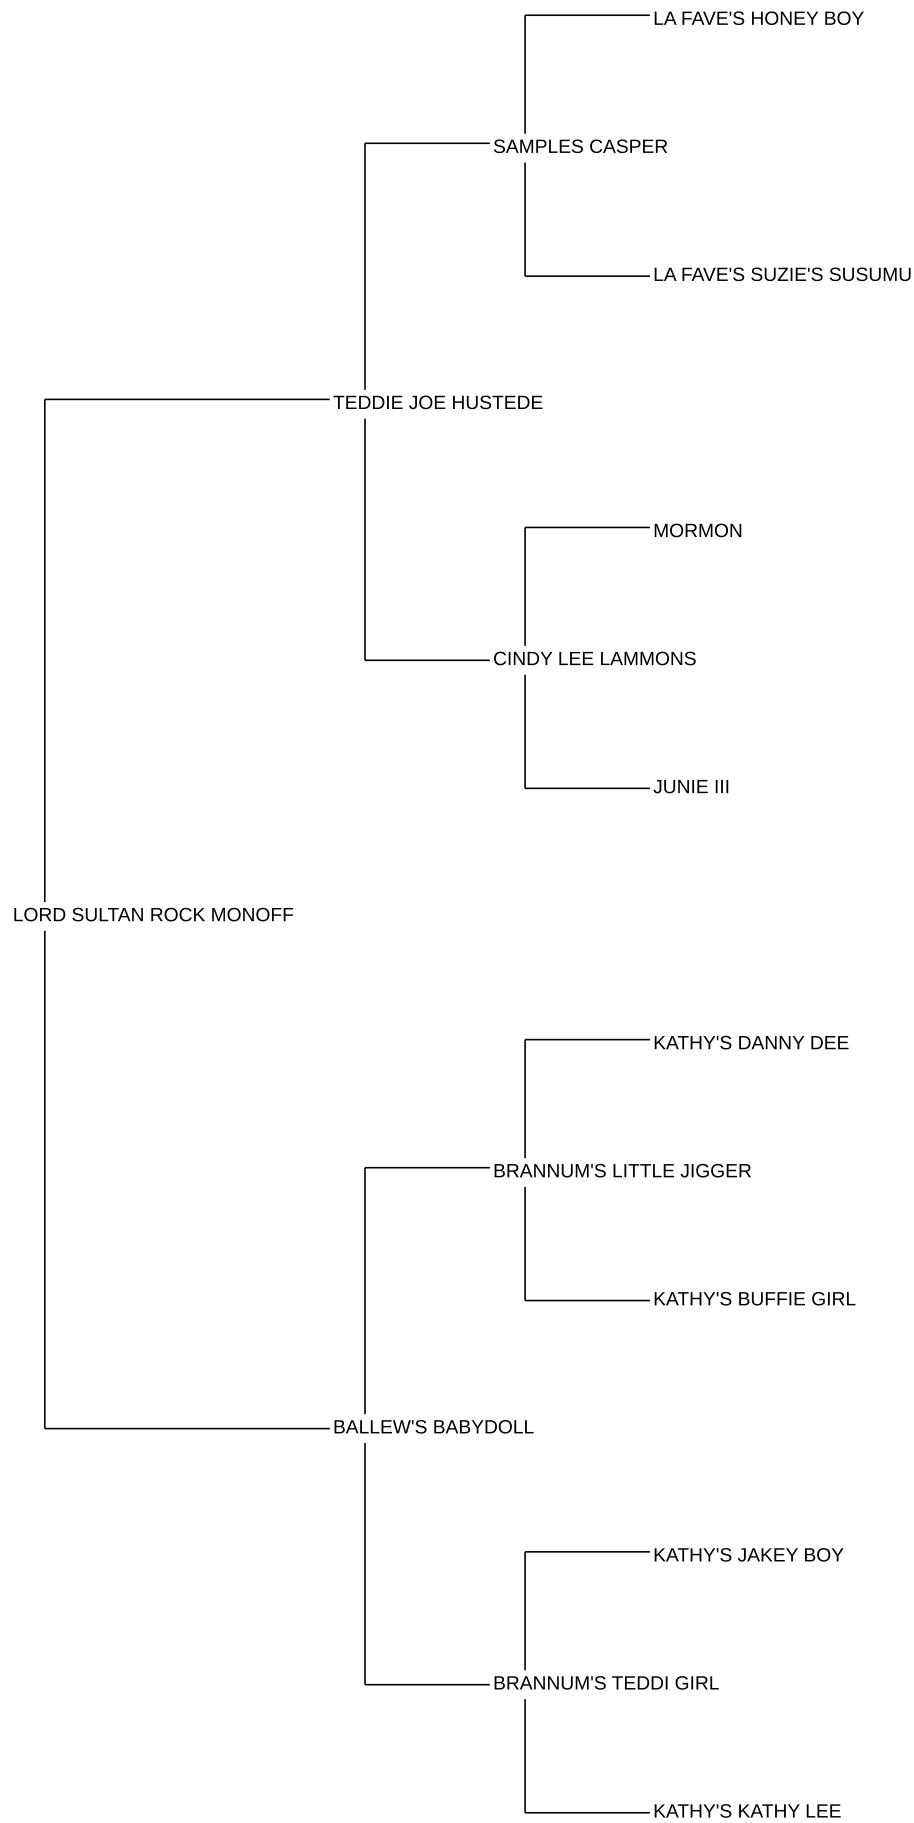 LA FAVE'S HONEY BOY
SAMPLES CASPER
LA FAVE'S SUZIE'S SUSUMU
TEDDIE JOE HUSTEDE
MORMON
CINDY LEE LAMMONS
JUNIE III
LORD SULTAN ROCK MONOFF
KATHY'S DANNY DEE
BRANNUM'S LITTLE JIGGER
KATHY'S BUFFIE GIRL
BALLEW'S BABYDOLL
KATHY'S JAKEY BOY
BRANNUM'S TEDDI GIRL
KATHY'S KATHY LEE